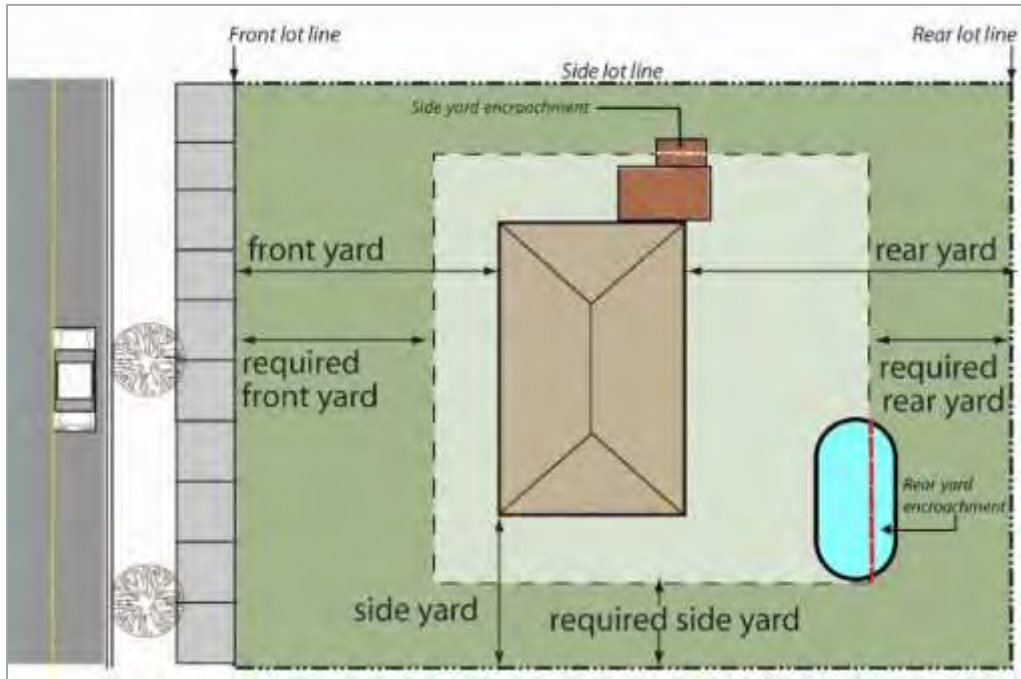 Front lot line
Rear lot line
Side lot line
Side yard encroachment
front yard
rear yard
required
front yard
required
rear yard
Rear yard
encroachment
side yard
required side yard